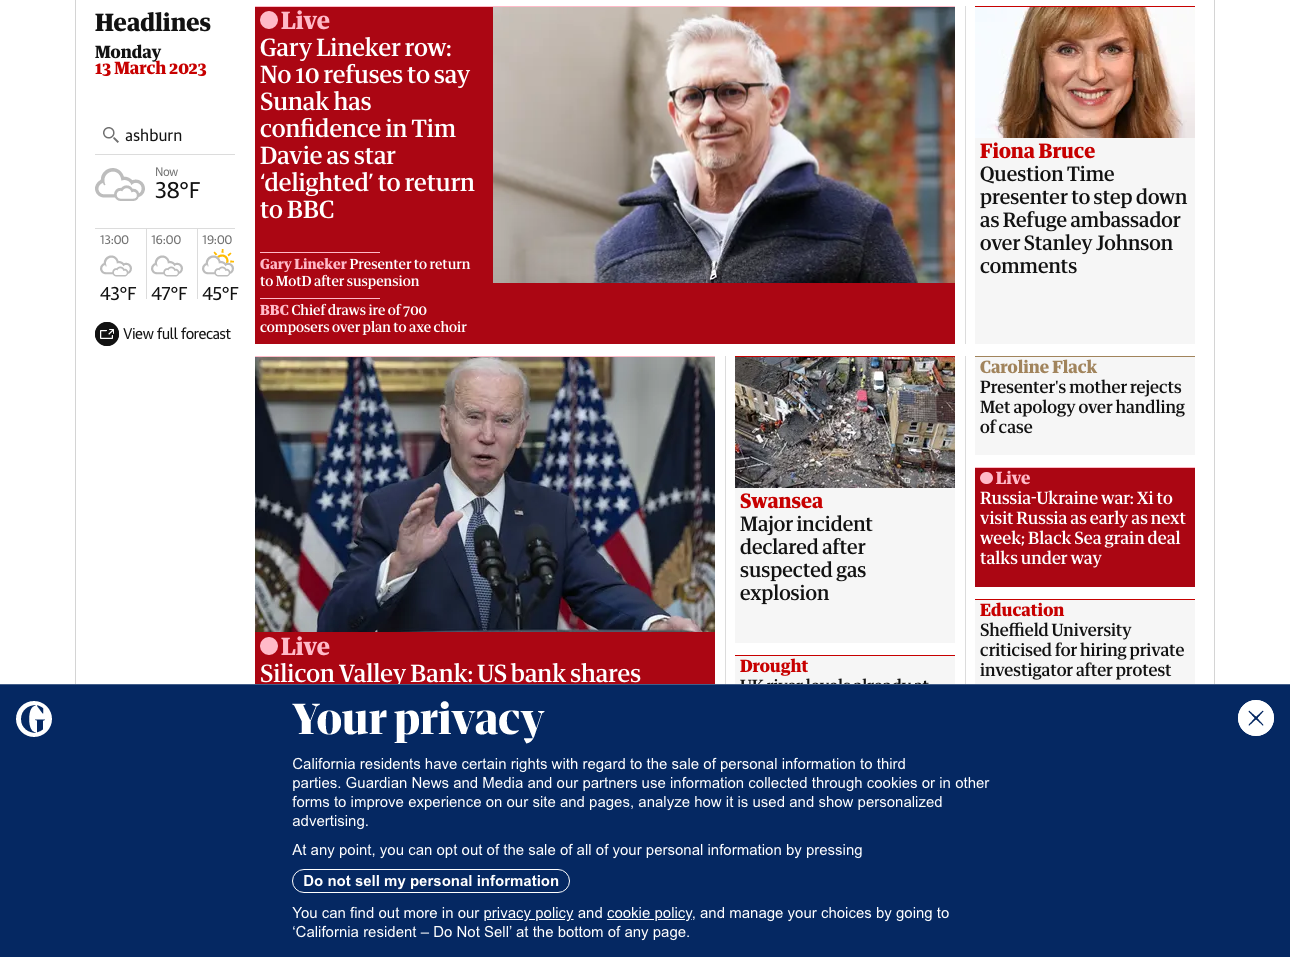 Headlines
Monday
13 March 2023
ashburn
Now
38°F
13:00
16:00
19:00
43°F
47°F
45°F
View full forecast
Live
Gary Lineker row:
No 10 refuses to say
Sunak has
confidence in Tim
Davie as star
‘delighted’ to return
to BBC
Gary Lineker Presenter to return
to MotD after suspension
BBC Chief draws ire of 700
composers over plan to axe choir
Fiona Bruce
Question Time
presenter to step down
as Refuge ambassador
over Stanley Johnson
comments
Live
Silicon Valley Bank: US bank shares
Swansea
Major incident
declared after
suspected gas
explosion
Drought
UK river levels already at
Caroline Flack
Presenter's mother rejects
Met apology over handling
of case
Live
Russia-Ukraine war: Xi to
visit Russia as early as next
week; Black Sea grain deal
talks under way
Education
Sheffield University
criticised for hiring private
investigator after protest
Your privacy
California residents have certain rights with regard to the sale of personal information to third
parties. Guardian News and Media and our partners use information collected through cookies or in other
forms to improve experience on our site and pages, analyze how it is used and show personalized
advertising.
At any point, you can opt out of the sale of all of your personal information by pressing
Do not sell my personal information
You can find out more in our privacy policy and cookie policy, and manage your choices by going to
‘California resident – Do Not Sell’ at the bottom of any page.